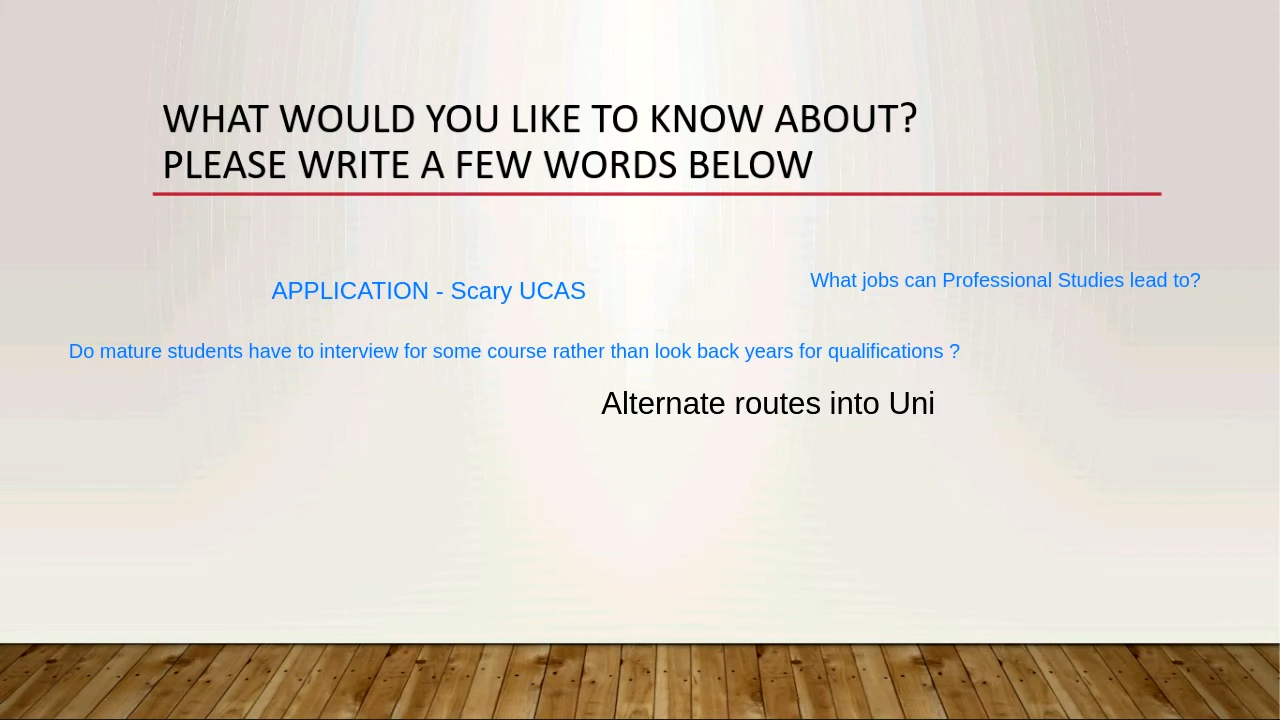 WHAT WOULD YOU LIKE TO KNOW ABOUT?
PLEASE WRITE A FEW WORDS BELOW
APPLICATION - Scary UCAS
What jobs can Professional Studies lead to?
Do mature students have to interview for some course rather than look back years for qualifications ?
Alternate routes into Uni